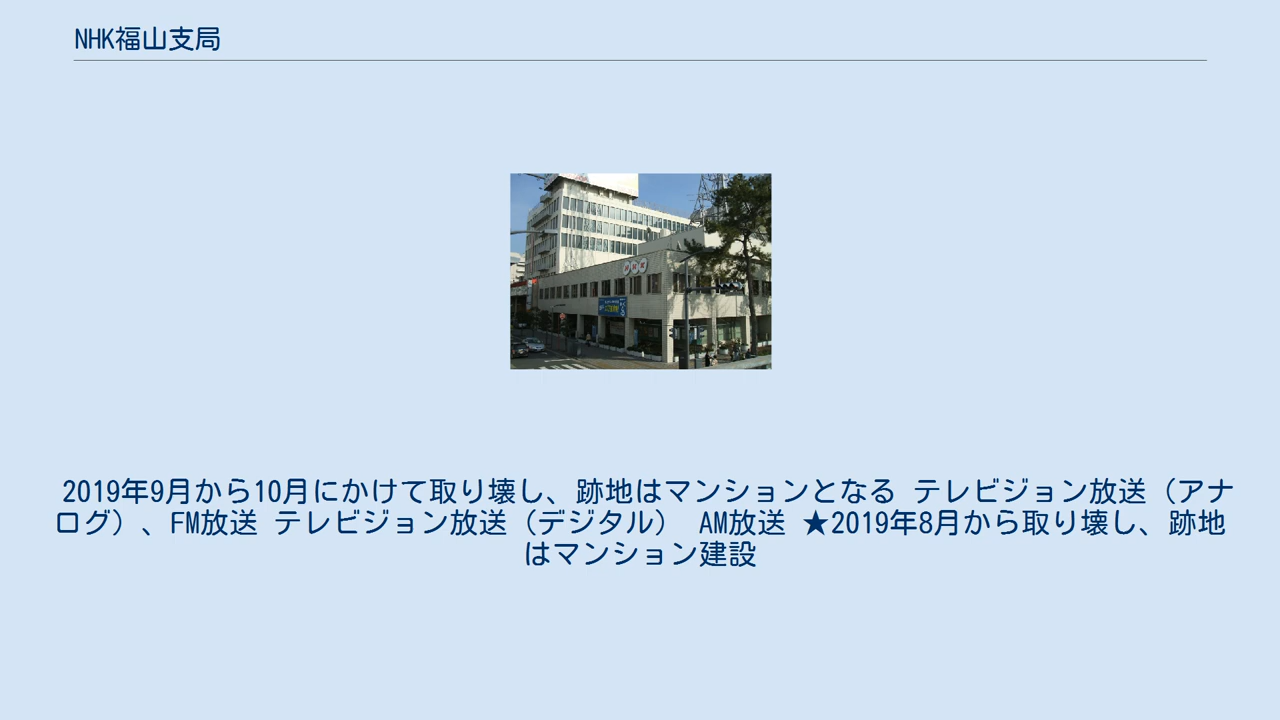 NHK福山支局
2019年9月から10月にかけて取り壊し、跡地はマンションとなる テレビジョン放送（アナ
ログ）、FM放送 テレビジョン放送（デジタル） AM放送 ★2019年8月から取り壊し、跡地
はマンション建設